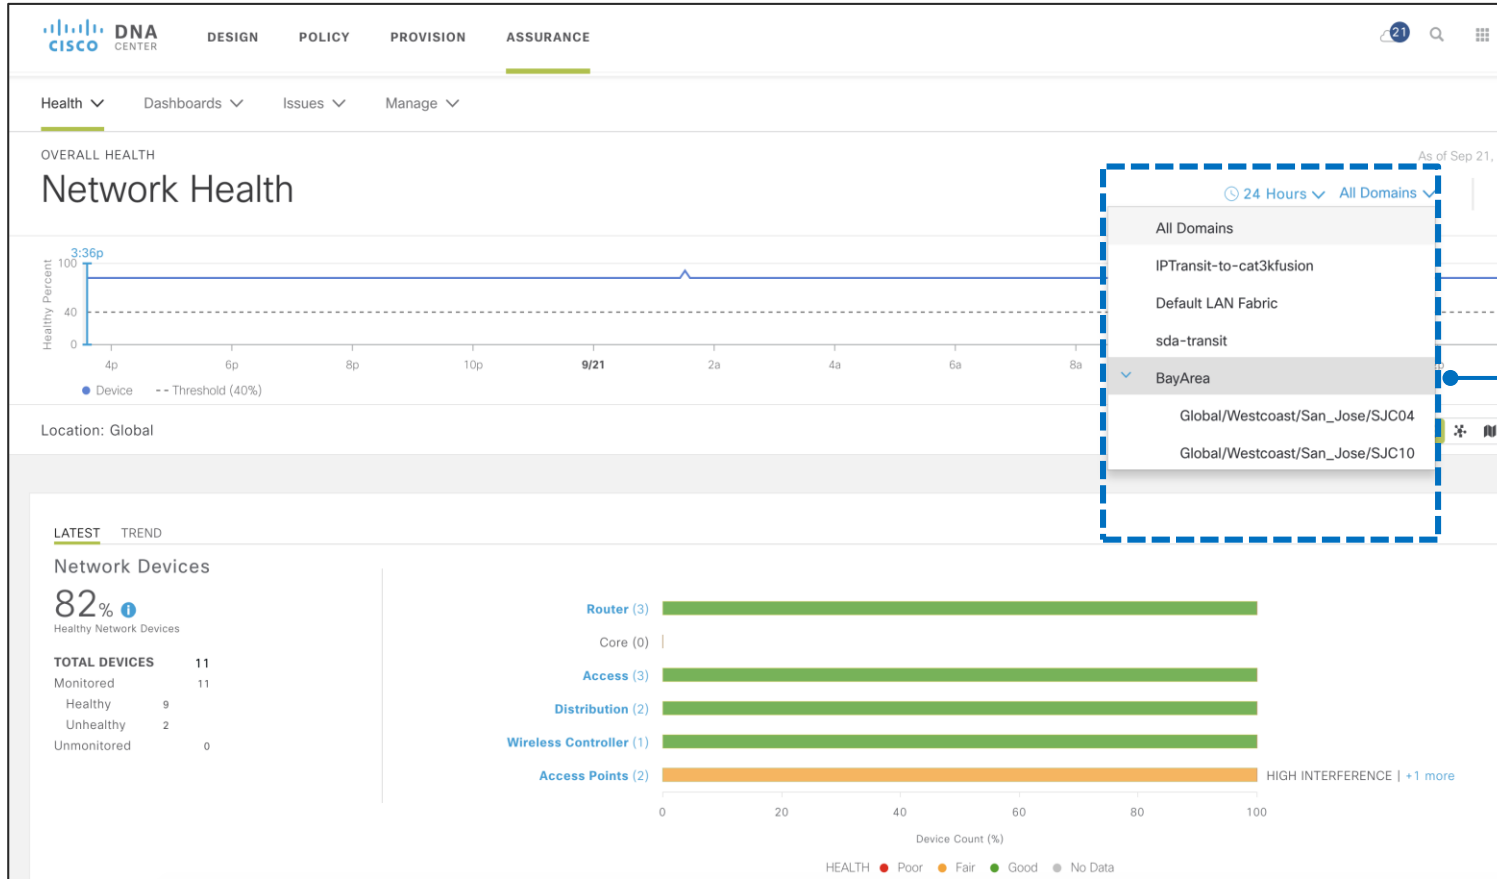 CISCO DNA CENTER DESIGN POLICY PROVISION ASSURANCE 21
Health Dashboards Issues Manage
OVERALL HEALTH
As of Sep 21,
Network Health
24 Hours All Domains
All Domains
IPTransit-to-cat3kfusion
Default LAN Fabric
sda-transit
BayArea
Global/Westcoast/San_Jose/SJC04
Global/Westcoast/San_Jose/SJC10
3:36p
Healthy Percent
100
40
0
4p 6p 8p 10p 9/21 2a 4a 6a 8a
Device -- Threshold (40%)
Location: Global
LATEST TREND
Network Devices
82%
Healthy Network Devices
TOTAL DEVICES 11
Monitored 11
Healthy 9
Unhealthy 2
Unmonitored 0
Router (3)
Core (0)
Access (3)
Distribution (2)
Wireless Controller (1)
Access Points (2) HIGH INTERFERENCE | +1 more
0 20 40 60 80 100
Device Count (%)
HEALTH Poor Fair Good No Data